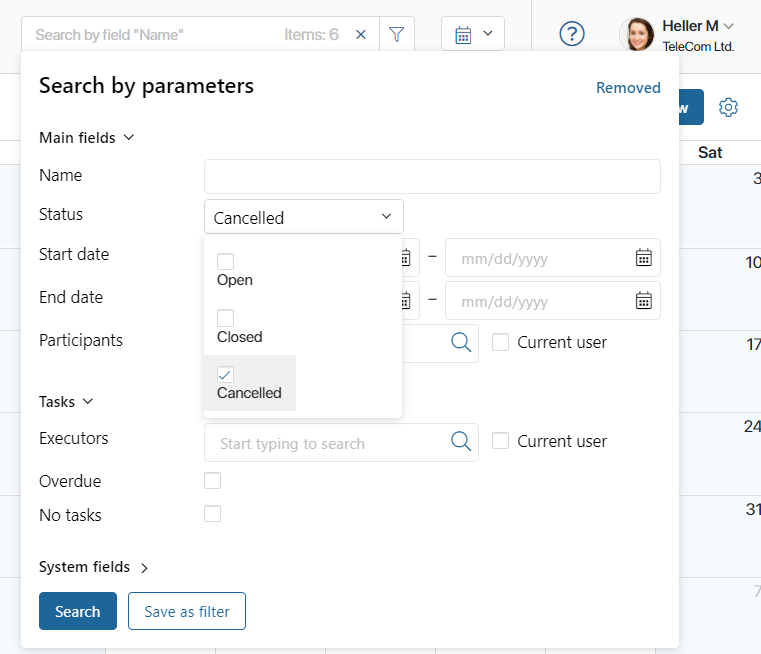 Search by field "Name" Items: 6
? Heller M
TeleCom Ltd.
Search by parameters Removed
w
Main fields
Sat
Name
3
Status Cancelled
Start date – mm/dd/yyyy
10
Open
End date – mm/dd/yyyy
Closed
Participants Current user
17
Cancelled
Tasks
24
Executors Start typing to search Current user
Overdue
No tasks
31
System fields
7
Search Save as filter